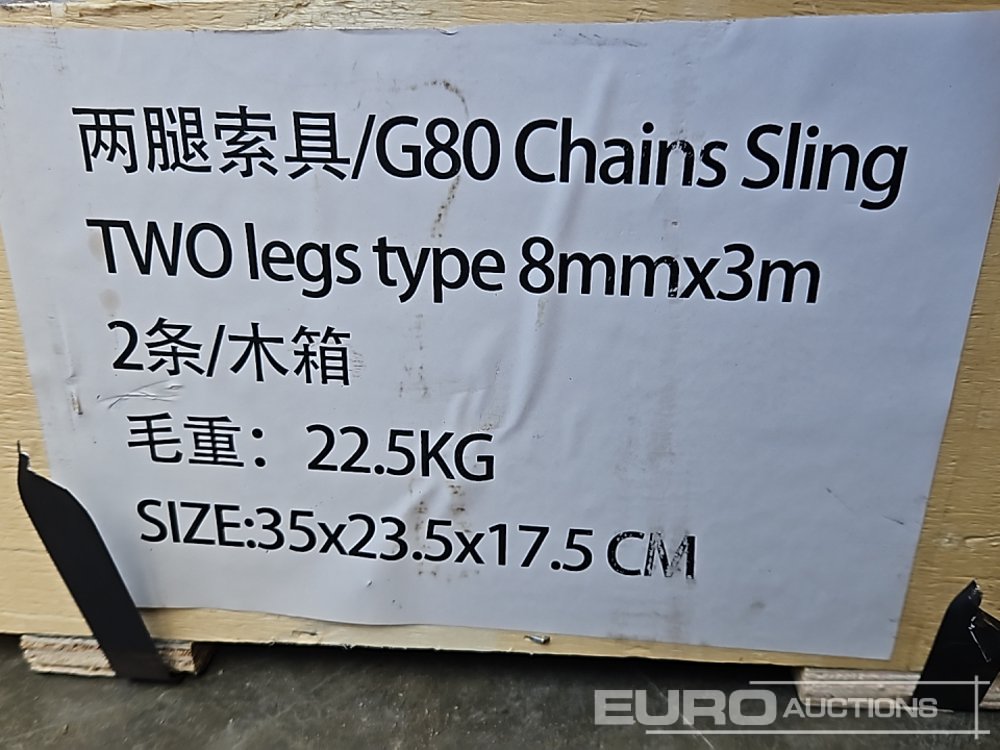 两腿索具/G80 Chains Sling
TWO legs type 8mmx3m
2条/木箱
毛重：22.5KG
SIZE:35x23.5x17.5 CM
EURO AUCTIONS